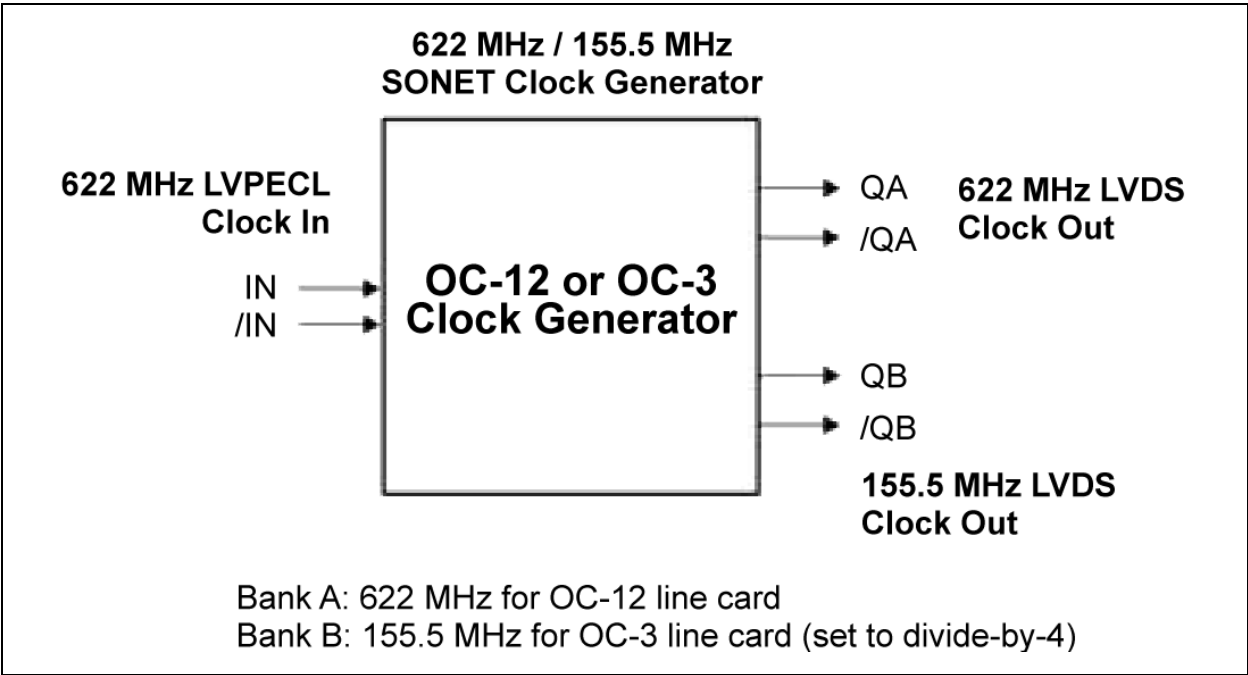 622 MHz / 155.5 MHz
SONET Clock Generator
622 MHz LVPECL
Clock In
IN
/IN
OC-12 or OC-3
Clock Generator
QA
/QA
622 MHz LVDS
Clock Out
QB
/QB
155.5 MHz LVDS
Clock Out
Bank A: 622 MHz for OC-12 line card
Bank B: 155.5 MHz for OC-3 line card (set to divide-by-4)